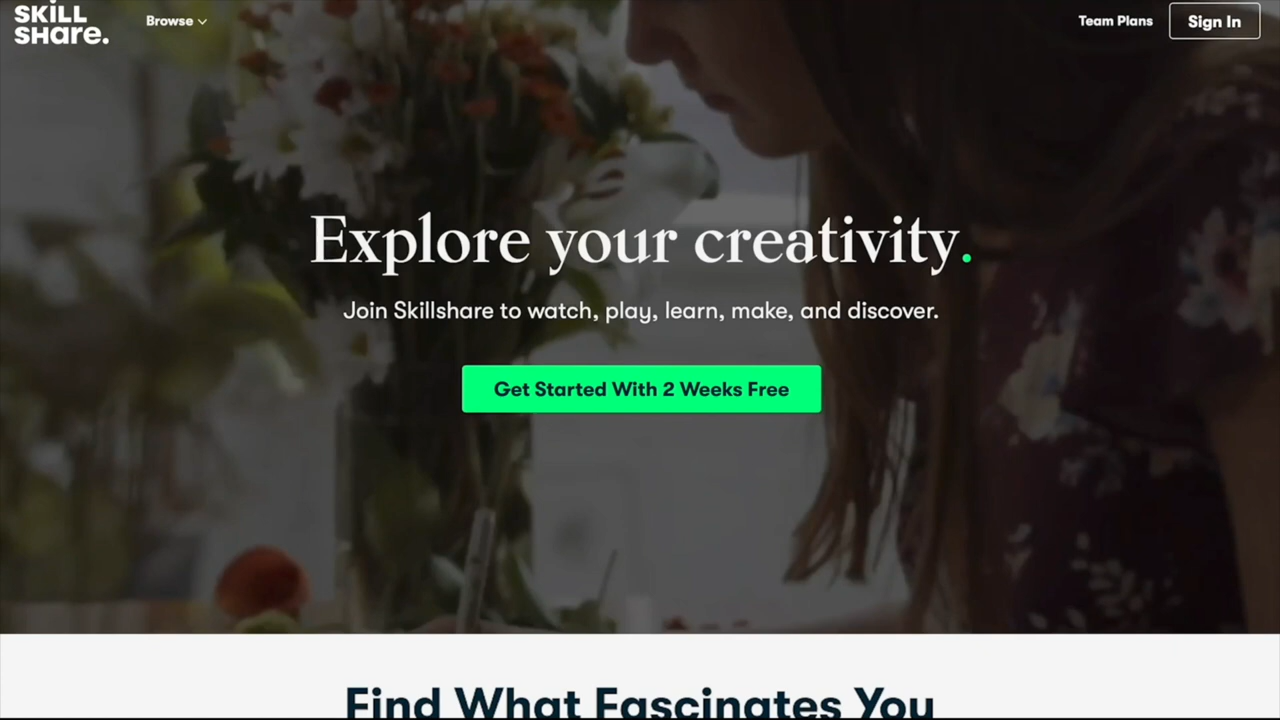 SKILL
SHare.
Browse
Team Plans
Sign In
Explore your creativity.
Join Skillshare to watch, play, learn, make, and discover.
Get Started With 2 Weeks Free
Find What Fascinates You